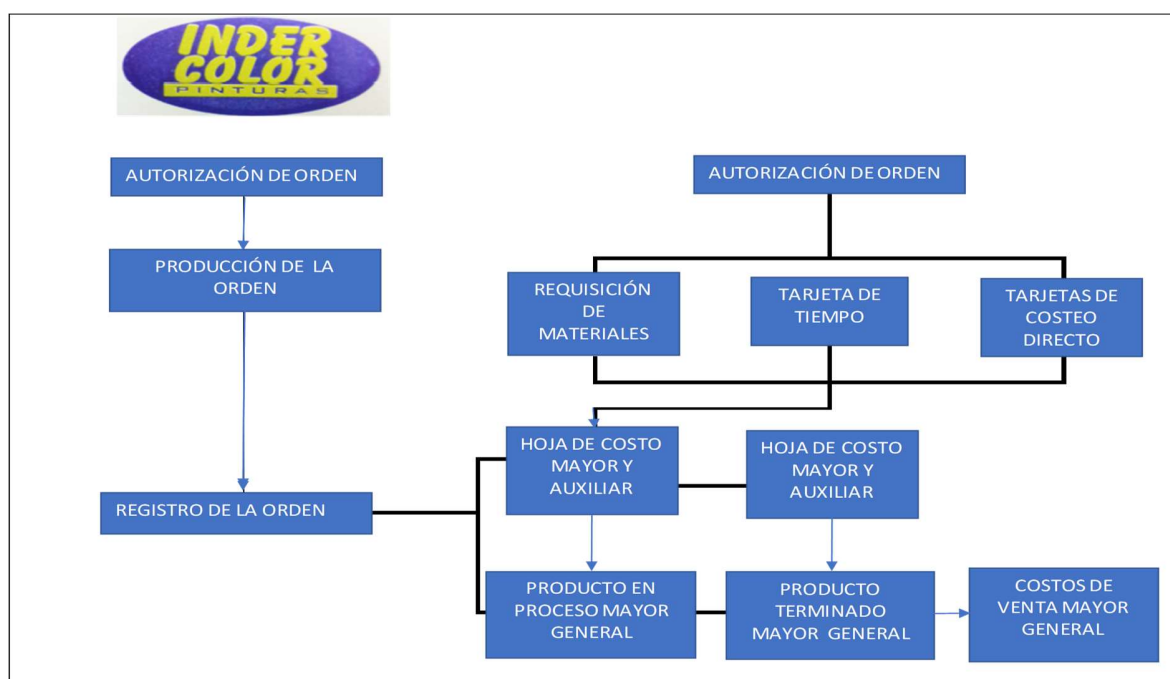 INDER
COLOR
PINTURAS
AUTORIZACIÓN DE ORDEN
AUTORIZACIÓN DE ORDEN
PRODUCCIÓN DE LA
ORDEN
REQUISICIÓN
DE
MATERIALES
TARJETA DE
TIEMPO
TARJETAS DE
COSTEO
DIRECTO
HOJA DE COSTO
MAYOR Y
AUXILIAR
HOJA DE COSTO
MAYOR Y
AUXILIAR
REGISTRO DE LA ORDEN
PRODUCTO EN
PROCESO MAYOR
GENERAL
PRODUCTO
TERMINADO
MAYOR GENERAL
COSTOS DE
VENTA MAYOR
GENERAL